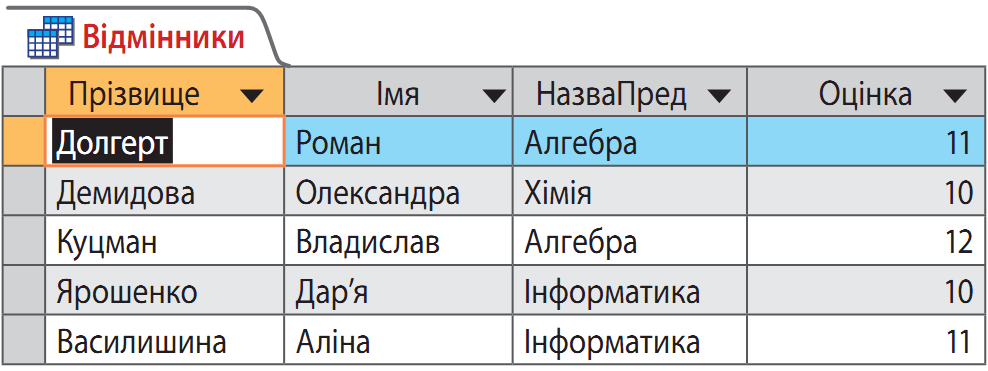 Відмінники
Прізвище Імя НазваПред Оцінка
Долгерт Роман Алгебра 11
Демидова Олександра Хімія 10
Куцман Владислав Алгебра 12
Ярошенко Дар’я Інформатика 10
Василишина Аліна Інформатика 11